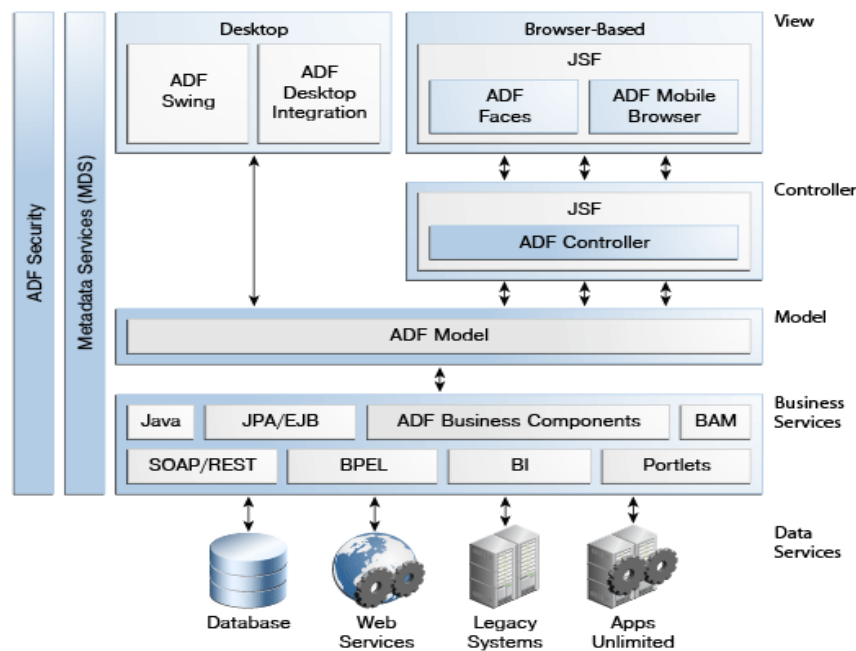 Desktop
Browser-Based
View
ADF
Swing
ADF
Desktop
Integration
JSF
ADF
Faces
ADF Mobile
Browser
Controller
JSF
ADF Controller
ADF Security
Metadata Services (MDS)
Model
ADF Model
Business
Services
Java
JPA/EJB
ADF Business Components
BAM
SOAP/REST
BPEL
BI
Portlets
Data
Services
Database
Web
Services
Legacy
Systems
Apps
Unlimited